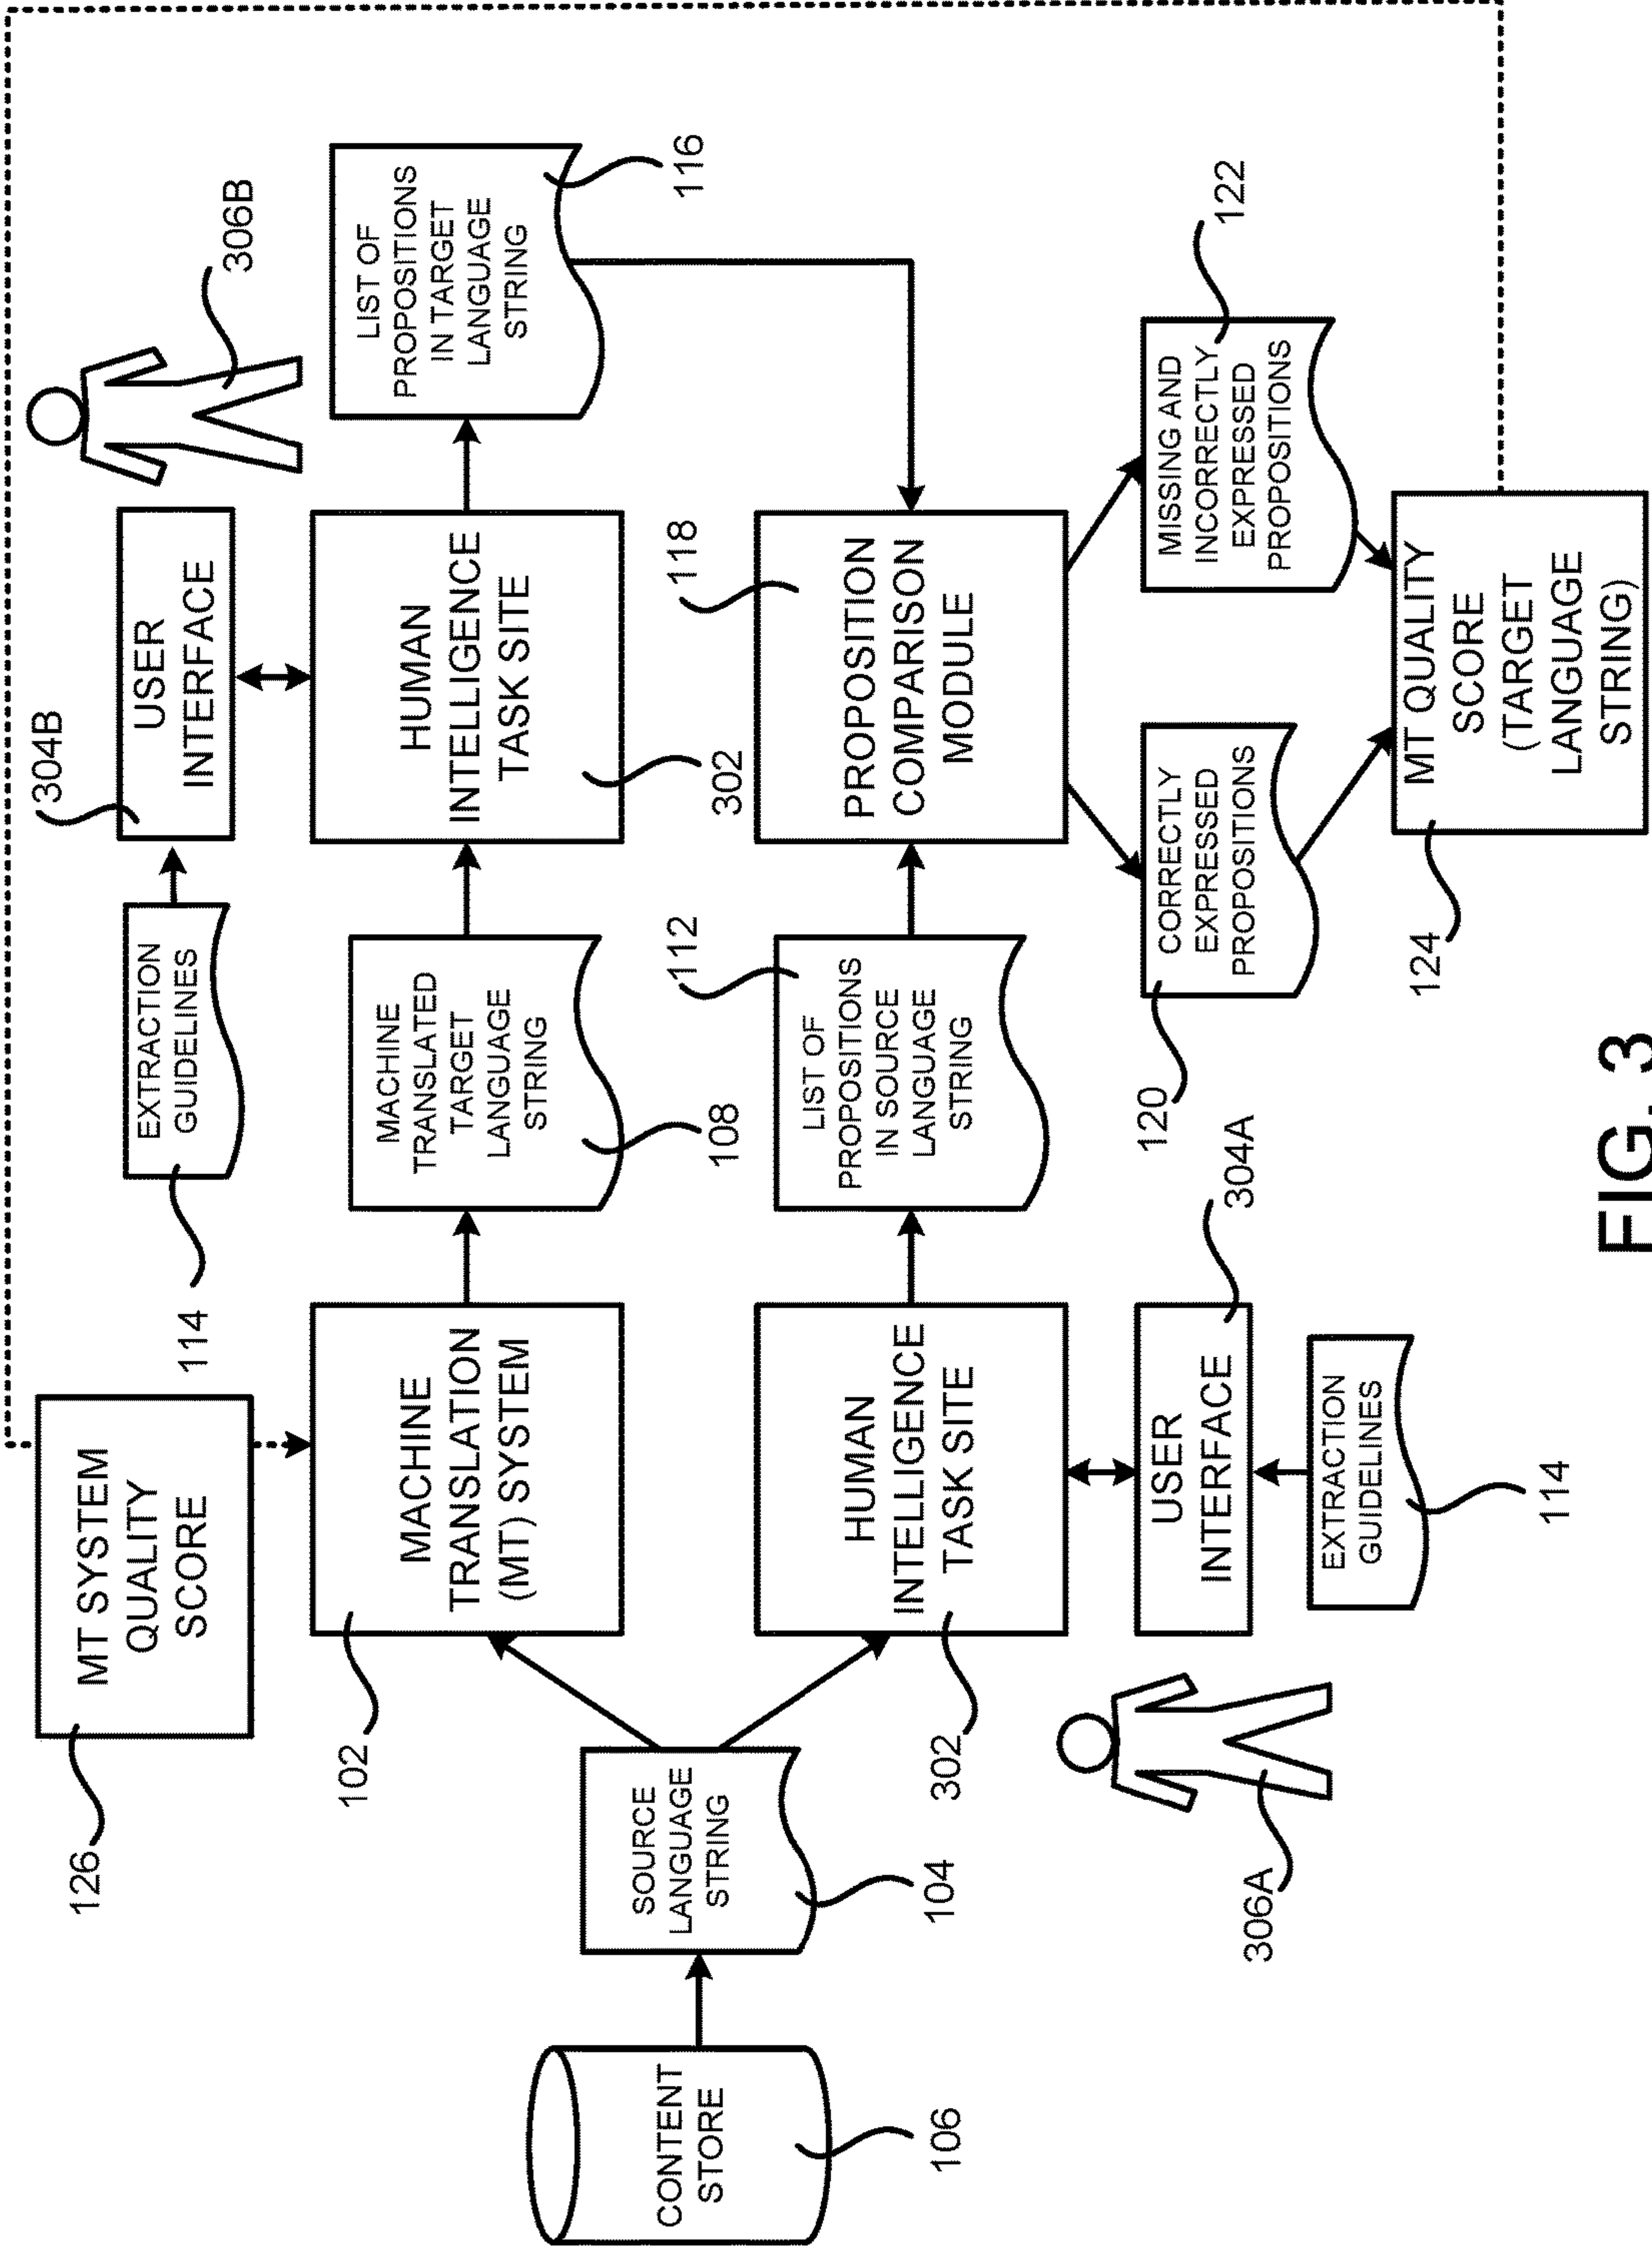 126
MT SYSTEM
QUALITY
SCORE
114
EXTRACTION
GUIDELINES
304B
USER
INTERFACE
306B
102
MACHINE
TRANSLATION
(MT) SYSTEM
MACHINE
TRANSLATED
TARGET
LANGUAGE
STRING
108
HUMAN
INTELLIGENCE
TASK SITE
302
LIST OF
PROPOSITIONS
IN TARGET
LANGUAGE
STRING
116
CONTENT
STORE
106
SOURCE
LANGUAGE
STRING
104
302
HUMAN
INTELLIGENCE
TASK SITE
112
LIST OF
PROPOSITIONS
IN SOURCE
LANGUAGE
STRING
118
PROPOSITION
COMPARISON
MODULE
306A
USER
INTERFACE
304A
EXTRACTION
GUIDELINES
114
120
CORRECTLY
EXPRESSED
PROPOSITIONS
MISSING AND
INCORRECTLY
EXPRESSED
PROPOSITIONS
122
124
MT QUALITY
SCORE
(TARGET
LANGUAGE
STRING)
FIG. 3